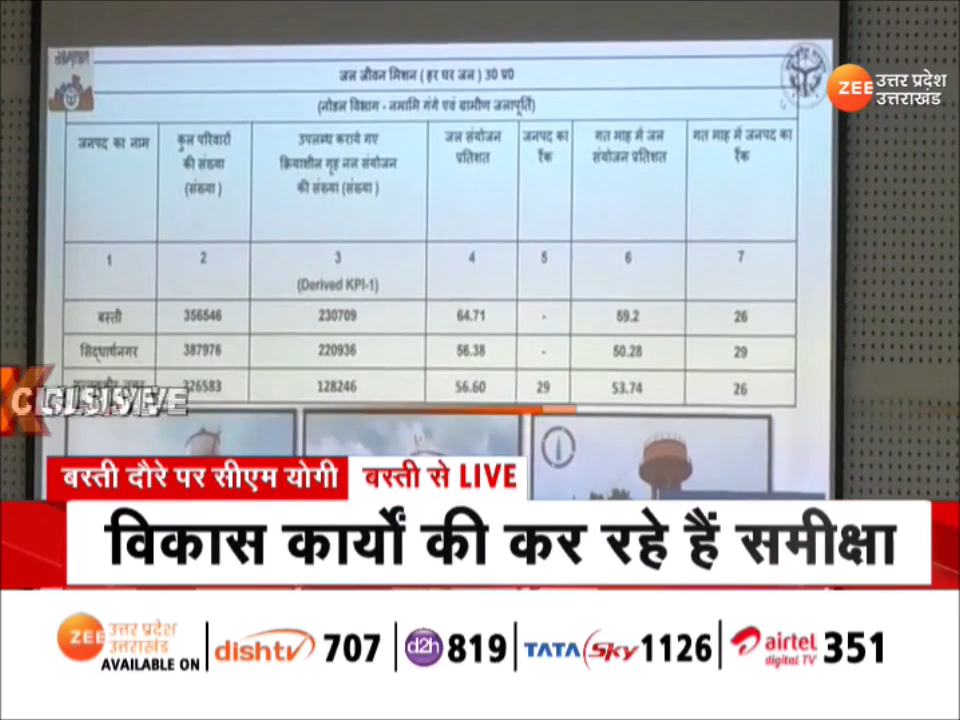 जल जीवन मिशन ( हर घर जल ) उ0 प्र0
(नोडल विभाग - नमामि गंगे एवं ग्रामीण जलापूर्ति)
ZEE उत्तर प्रदेश
उत्तराखंड
जनपद का नाम कुल परिवारों की संख्या (संख्या ) उपलब्ध कराये गए क्रियाशील गृह नल संयोजन की संख्या (संख्या ) जल संयोजन प्रतिशत जनपद का रैंक गत माह मे जल संयोजन प्रतिशत गत माह मे जनपद का रैंक
1 2 3 4 5 6 7
(Derived KPI-1)
बस्ती 356546 230709 64.71 - 59.2 26
सिद्धार्थनगर 387976 220936 56.38 - 50.28 29
326583 128246 56.60 29 53.74 26
बस्ती दौरे पर सीएम योगी बस्ती से LIVE
विकास कार्यों की कर रहे हैं समीक्षा
ZEE उत्तर प्रदेश
उत्तराखंड
AVAILABLE ON dishtv 707 d2h 819 TATA Sky 1126 airtel digital TV 351